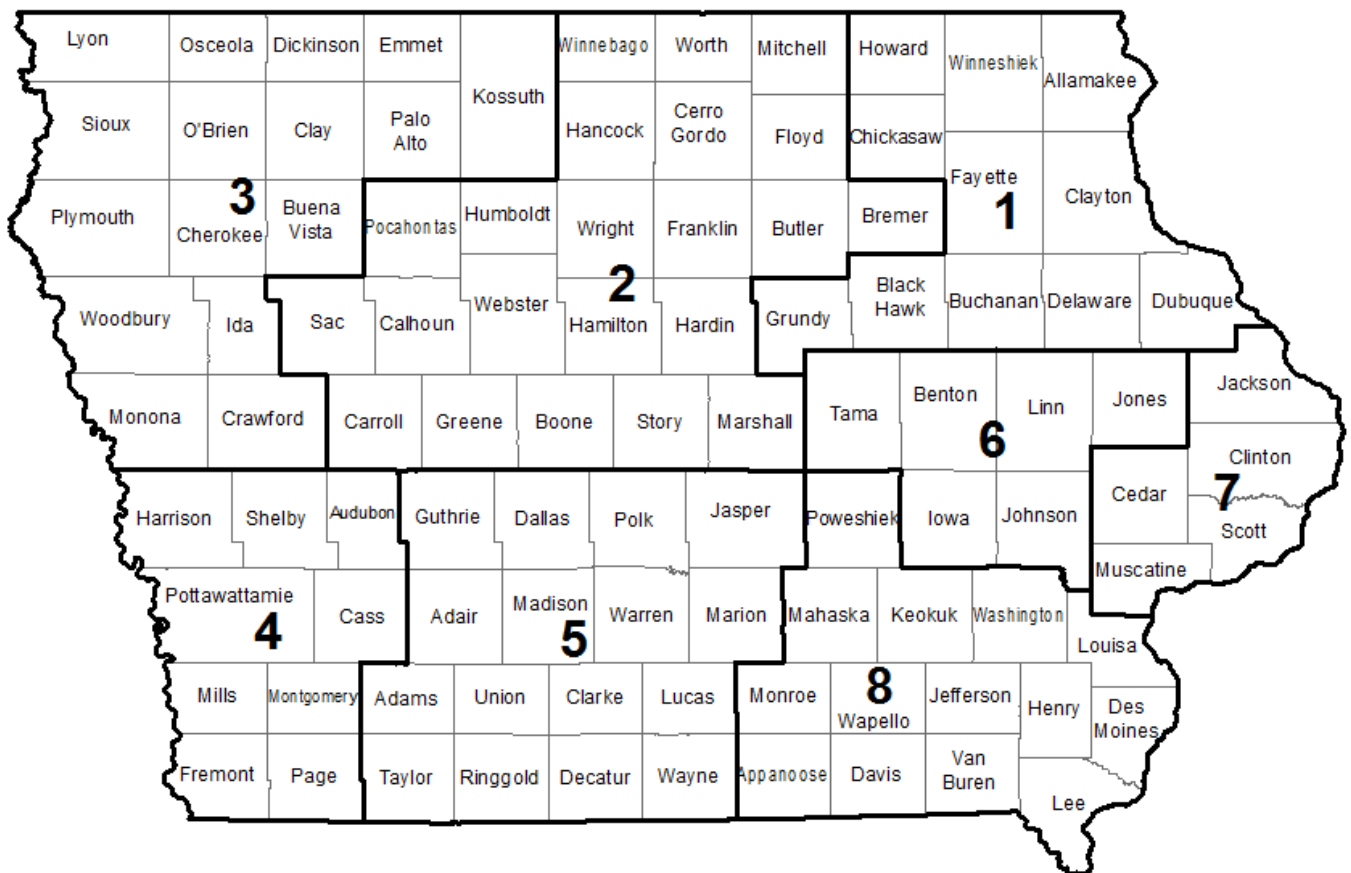 Lyon
Osceola
Dickinson
Emmet
Kossuth
Winnebago
Worth
Mitchell
Howard
Winneshiek
Allamakee
Sioux
O'Brien
Clay
Palo
Alto
Hancock
Cerro
Gordo
Floyd
Chickasaw
Fayette
1
Clayton
Plymouth
3
Cherokee
Buena
Vista
Pocahontas
Humboldt
Wright
Franklin
Butler
Bremer
Woodbury
Ida
Sac
Calhoun
Webster
2
Hamilton
Hardin
Grundy
Black
Hawk
Buchanan
Delaware
Dubuque
Monona
Crawford
Carroll
Greene
Boone
Story
Marshall
Tama
Benton
6
Linn
Jones
Jackson
Clinton
7
Scott
Harrison
Shelby
Audubon
Guthrie
Dallas
Polk
Jasper
Poweshiek
Iowa
Johnson
Cedar
Muscatine
Pottawattamie
4
Cass
Adair
Madison
5
Warren
Marion
Mahaska
Keokuk
Washington
Louisa
Mills
Montgomery
Adams
Union
Clarke
Lucas
Monroe
8
Wapello
Jefferson
Henry
Des
Moines
Fremont
Page
Taylor
Ringgold
Decatur
Wayne
Appanoose
Davis
Van
Buren
Lee